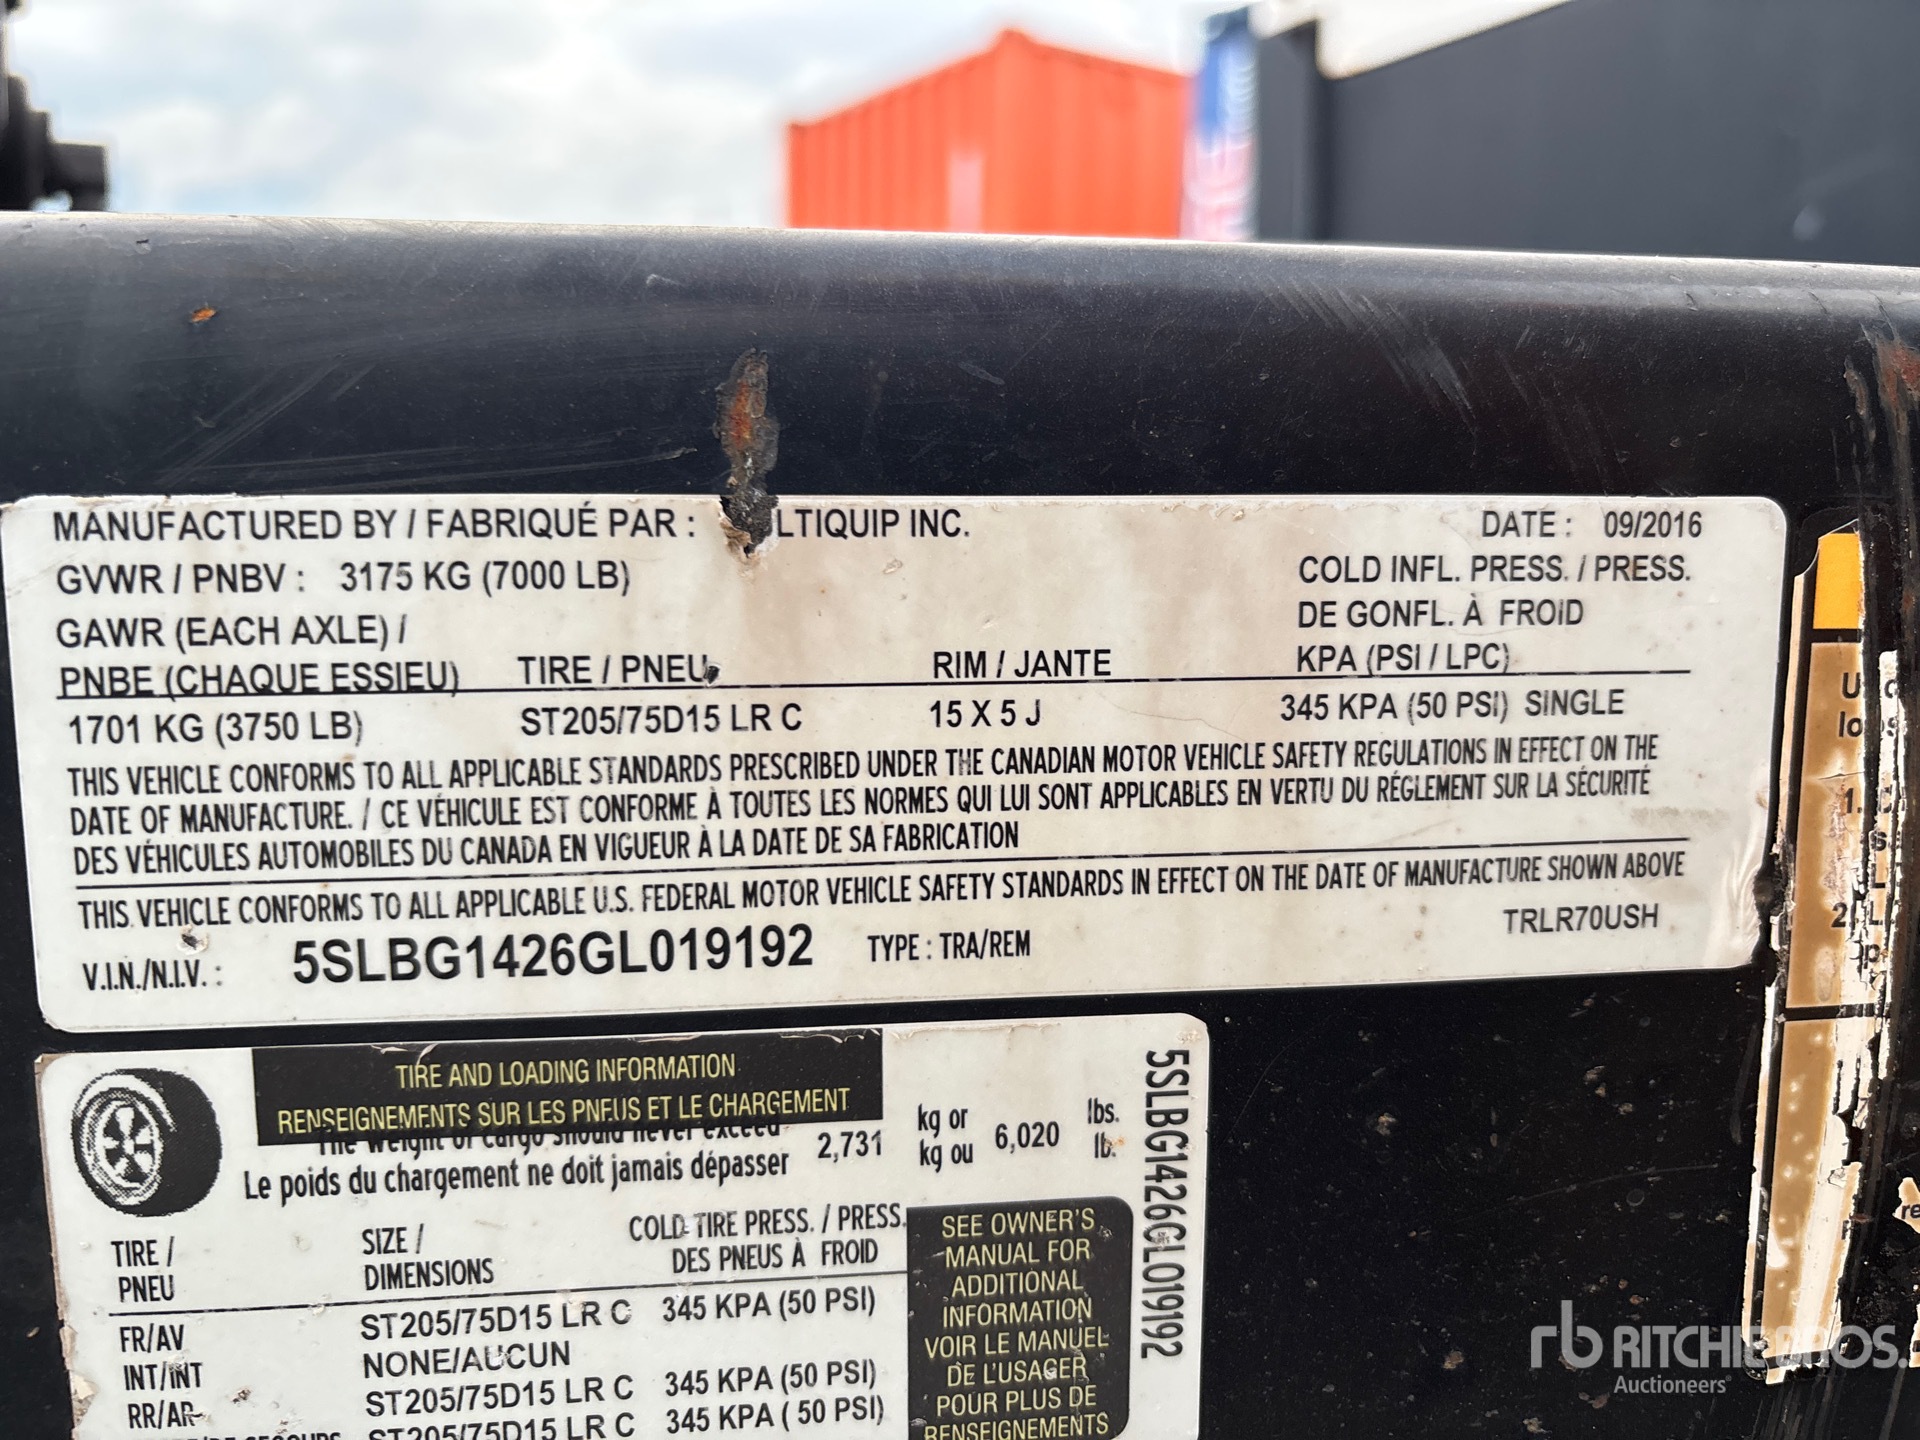 MANUFACTURED BY / FABRIQUÉ PAR : LTIQUIP INC. DATE : 09/2016
GVWR / PNBV : 3175 KG (7000 LB) COLD INFL. PRESS. / PRESS.
GAWR (EACH AXLE) / DE GONFL. À FROID
PNBE (CHAQUE ESSIEU) TIRE / PNEU RIM / JANTE KPA (PSI / LPC)
1701 KG (3750 LB) ST205/75D15 LR C 15 X 5 J 345 KPA (50 PSI) SINGLE
THIS VEHICLE CONFORMS TO ALL APPLICABLE STANDARDS PRESCRIBED UNDER THE CANADIAN MOTOR VEHICLE SAFETY REGULATIONS IN EFFECT ON THE
DATE OF MANUFACTURE. / CE VÉHICULE EST CONFORME À TOUTES LES NORMES QUI LUI SONT APPLICABLES EN VERTU DU RÉGLEMENT SUR LA SÉCURITÉ
DES VÉHICULES AUTOMOBILES DU CANADA EN VIGUEUR À LA DATE DE SA FABRICATION
THIS VEHICLE CONFORMS TO ALL APPLICABLE U.S. FEDERAL MOTOR VEHICLE SAFETY STANDARDS IN EFFECT ON THE DATE OF MANUFACTURE SHOWN ABOVE
V.I.N./N.I.V. : 5SLBG1426GL019192 TYPE : TRA/REM TRLR70USH
TIRE AND LOADING INFORMATION
RENSEIGNEMENTS SUR LES PNEUS ET LE CHARGEMENT
The weight of cargo should never exceed 2,731 kg or 6,020 lbs.
Le poids du chargement ne doit jamais dépasser kg ou lb.
TIRE / SIZE / COLD TIRE PRESS. / PRESS.
PNEU DIMENSIONS DES PNEUS À FROID
FR/AV ST205/75D15 LR C 345 KPA (50 PSI)
INT/INT NONE/AUCUN
RR/AR ST205/75D15 LR C 345 KPA (50 PSI)
ST205/75D15 LR C 345 KPA ( 50 PSI)
SEE OWNER'S
MANUAL FOR
ADDITIONAL
INFORMATION
VOIR LE MANUEL
DE L'USAGER
POUR PLUS DE
RENSEIGNEMENTS
5SLBG1426GL019192
rb RITCHIE BROS.
Auctioneers